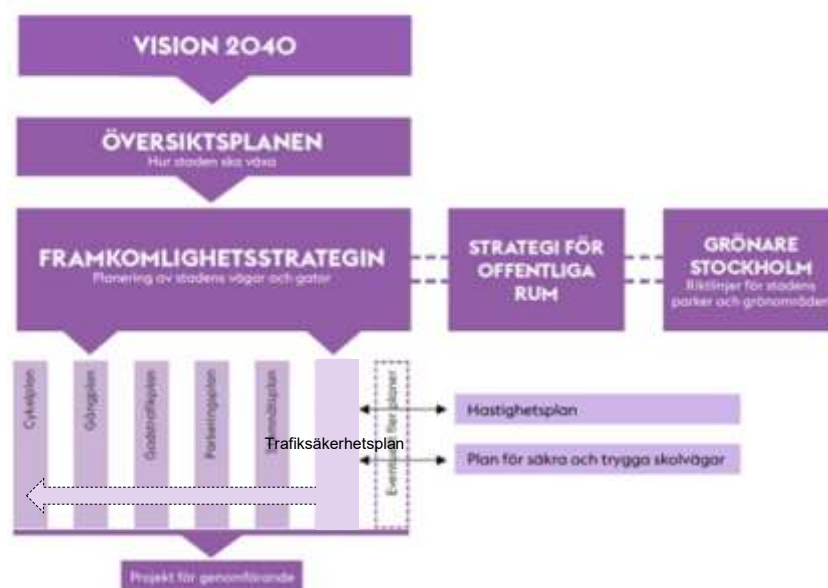 VISION 2040
ÖVERSIKTSPLANEN
Hur staden ska växa
FRAMKOMLIGHETSSTRATEGIN
Planering av stadens vägar och gator
STRATEGI FÖR
OFFENTLIGA
RUM
GRÖNARE
STOCKHOLM
Riktlinjer för stadens
parker och grönområden
Cykelplan
Gångplan
Godstrafikplan
Parkeringsplan
Trafiksäkerhetsplan
fler planer
Hastighetsplan
Plan för säkra och trygga skolvägar
Projekt för genomförande